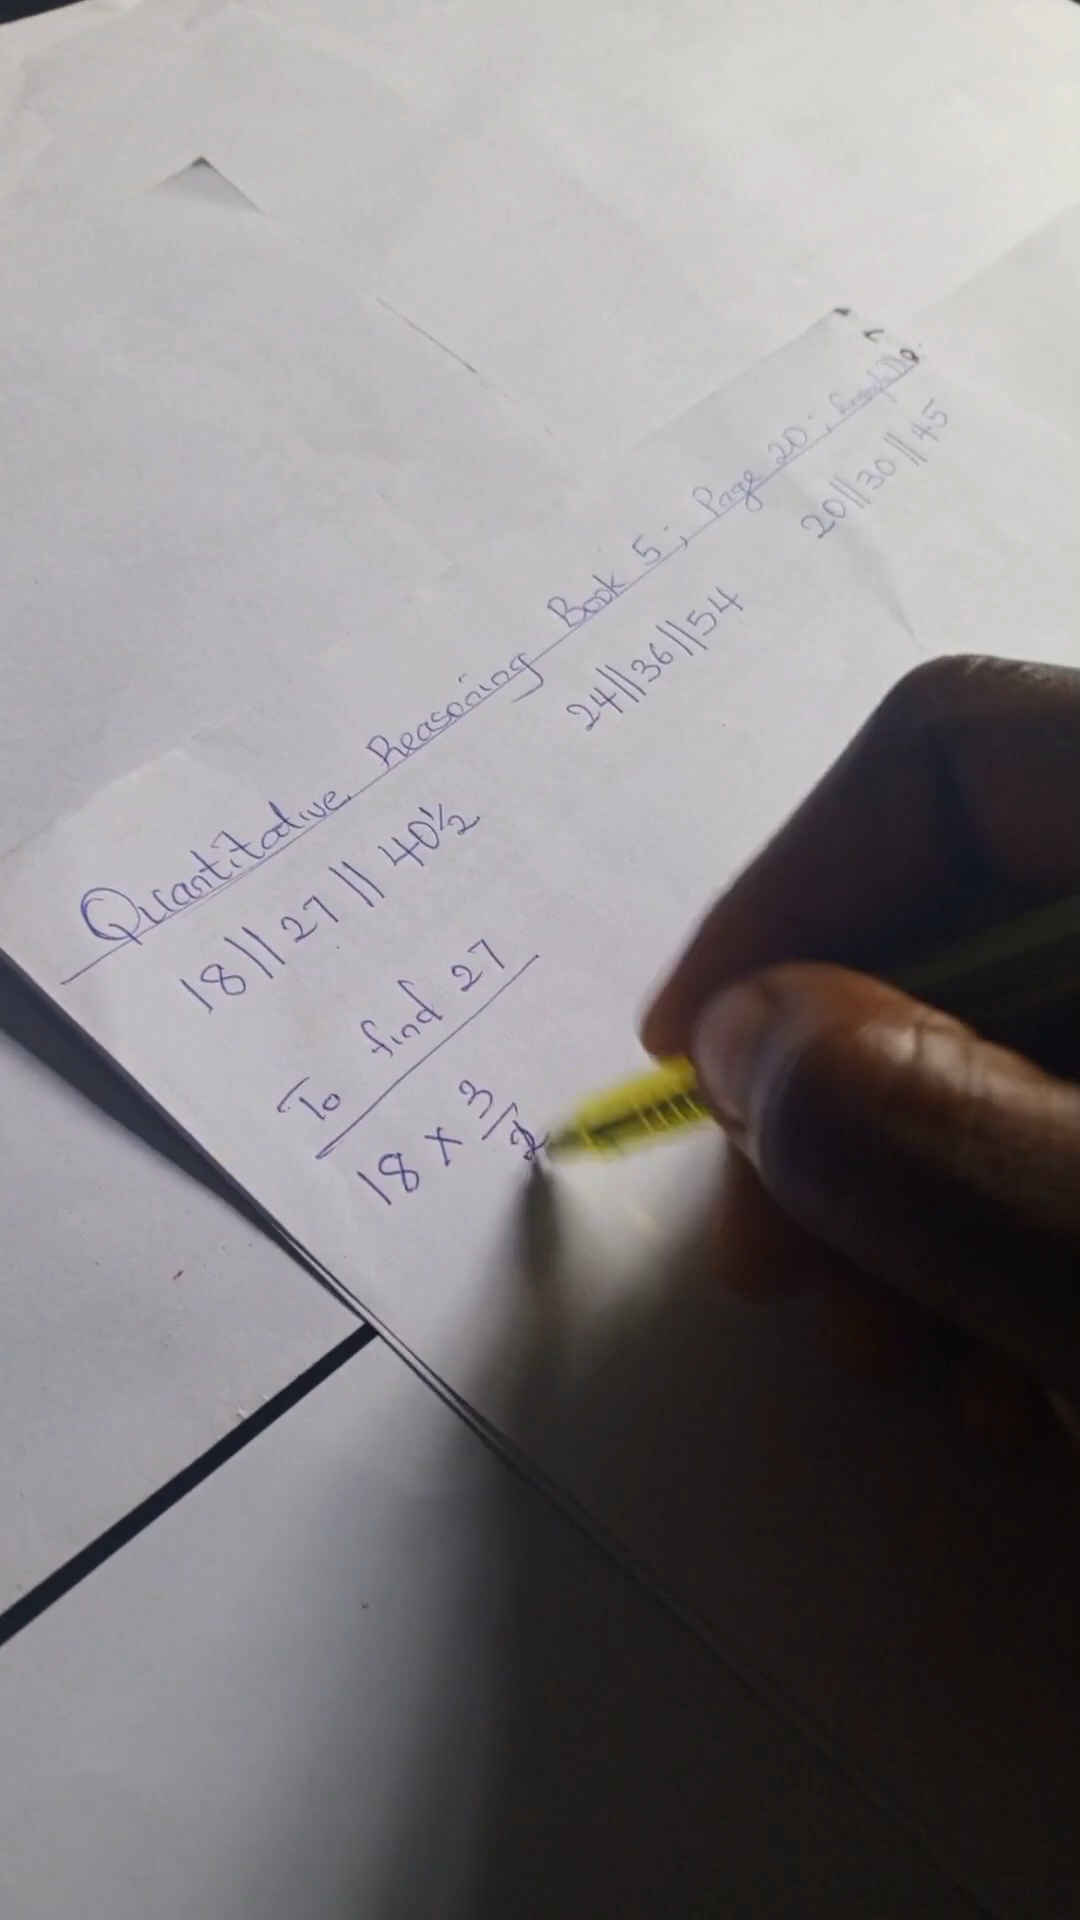 Quantitative Reasoning Book 5; Page 20;
18||27||40½ 24||36||54 20||30||45
To find 27
18 × 3/2